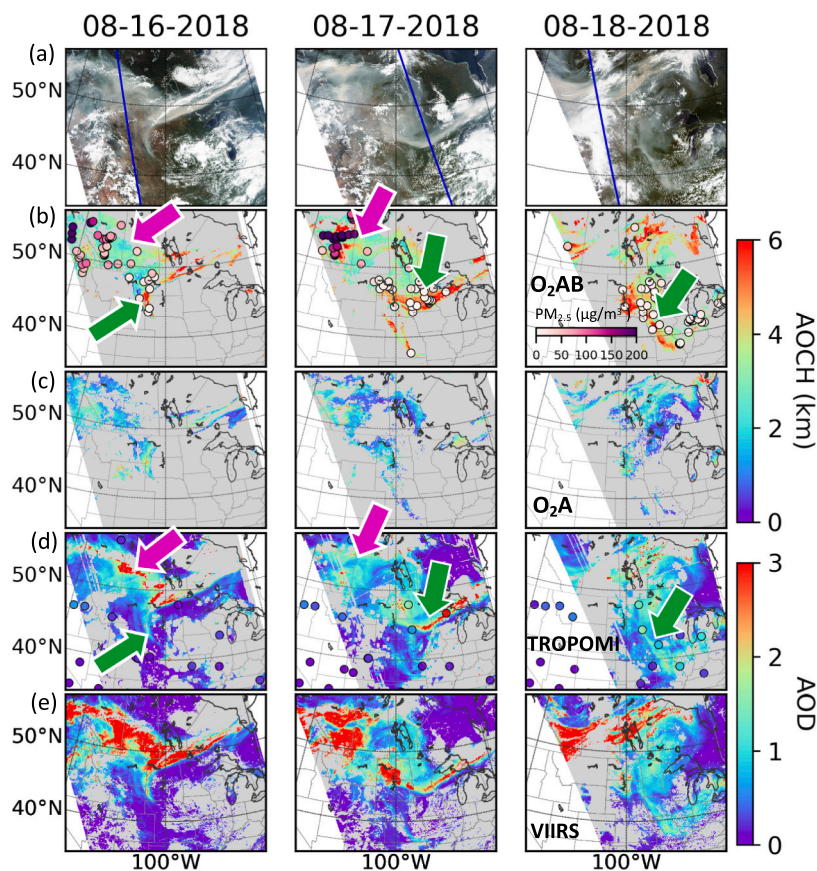 08-16-2018 08-17-2018 08-18-2018
(a)
50°N
40°N
(b)
50°N
40°N
O₂AB
PM₂.₅ (µg/m³)
0 50 100 150 200
6
4
2
0
AOCH (km)
(c)
50°N
40°N
O₂A
(d)
50°N
40°N
TROPOMI
3
2
1
0
AOD
(e)
50°N
40°N
VIIRS
100°W 100°W 100°W